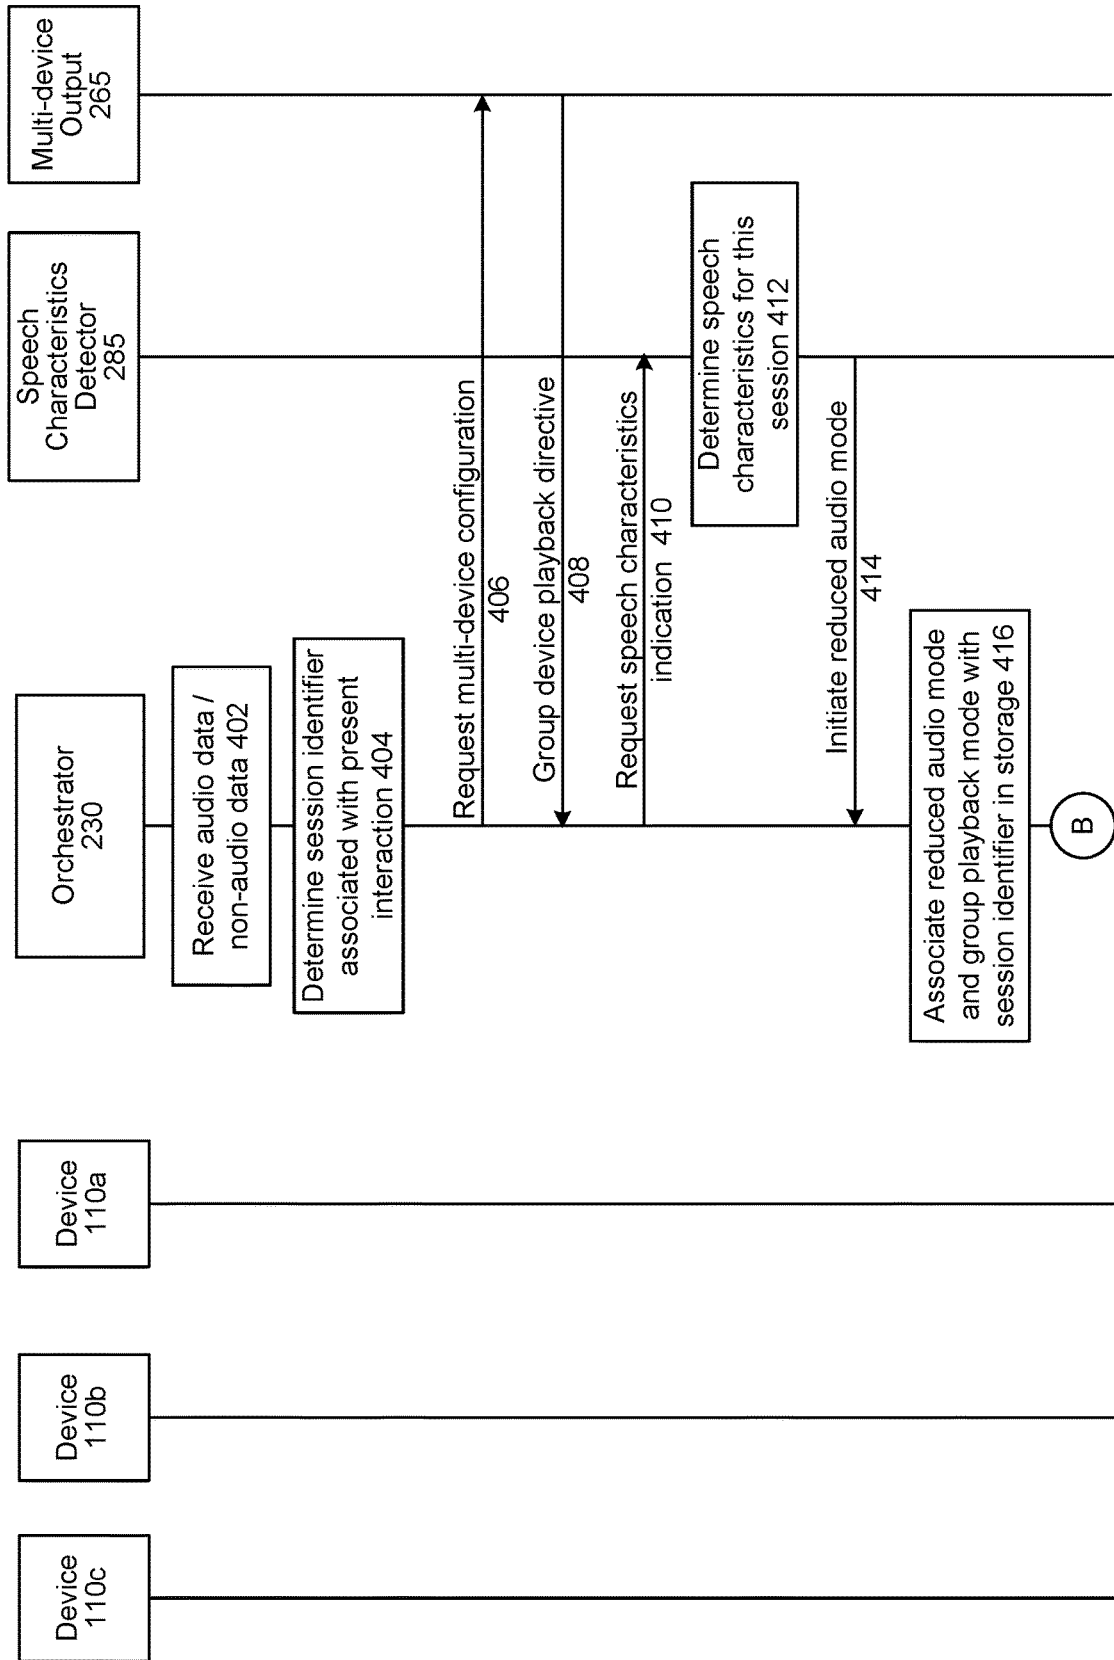 Device
110c
Device
110b
Device
110a
Orchestrator
230
Speech
Characteristics
Detector
285
Multi-device
Output
265
Receive audio data /
non-audio data 402
Determine session identifier
associated with present
interaction 404
Request multi-device configuration
406
Group device playback directive
408
Request speech characteristics
indication 410
Determine speech
characteristics for this
session 412
Initiate reduced audio mode
414
Associate reduced audio mode
and group playback mode with
session identifier in storage 416
B